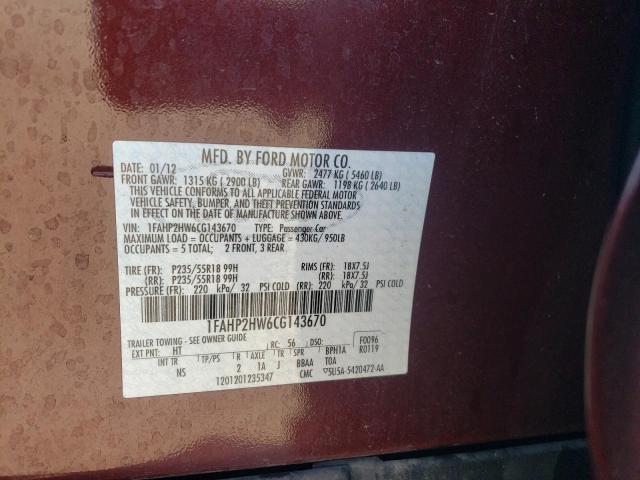 MFD. BY FORD MOTOR CO.
DATE: 01/12 GVWR: 2477 KG ( 5460 LB)
FRONT GAWR: 1315 KG ( 2900 LB) REAR GAWR: 1198 KG ( 2640 LB)
THIS VEHICLE CONFORMS TO ALL APPLICABLE FEDERAL MOTOR
VEHICLE SAFETY, BUMPER, AND THEFT PREVENTION STANDARDS
IN EFFECT ON THE DATE OF MANUFACTURE SHOWN ABOVE.
VIN: 1FAHP2HW6CG143670 TYPE: Passenger Car
MAXIMUM LOAD = OCCUPANTS + LUGGAGE = 430KG/ 950LB
OCCUPANTS = 5 TOTAL; 2 FRONT, 3 REAR
TIRE (FR): P235/55R18 99H RIMS (FR): 18X7.5J
(RR): P235/55R18 99H (RR): 18X7.5J
PRESSURE (FR): 220 kPa/ 32 PSI COLD (RR): 220 kPa/ 32 PSI COLD
1FAHP2HW6CG143670
TRAILER TOWING - SEE OWNER GUIDE F0096
EXT PNT: HT RC: 56 DSO: R0119
INT TR TP/PS R AXLE TR SPR BPH1A
NS 2 1A J BBAA T0A
1201201235347 CMC ▽5U5A-5420472-AA